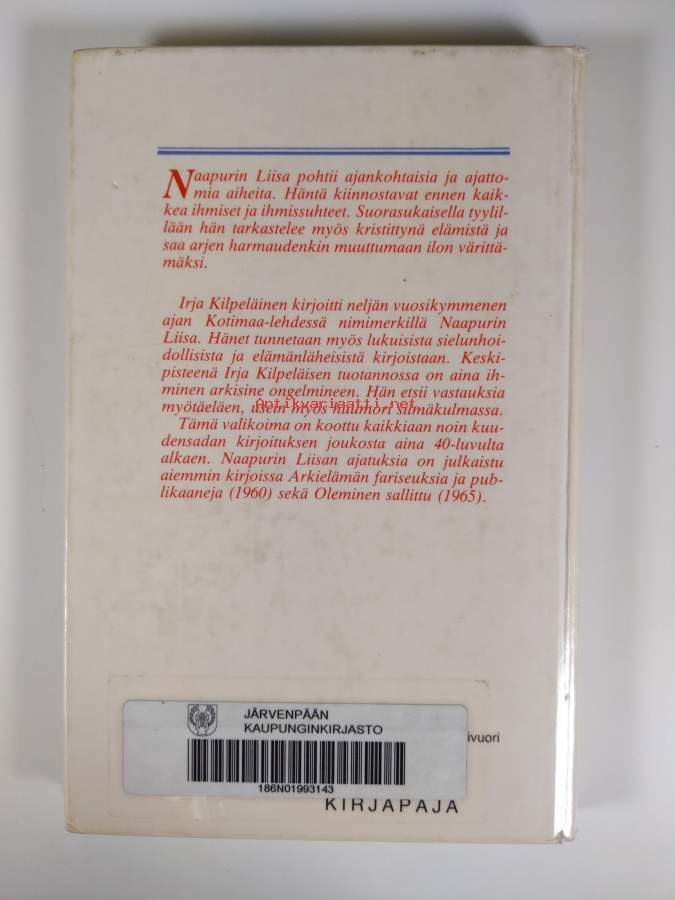 Naapurin Liisa pohtii ajankohtaisia ja ajatto-
mia aiheita. Häntä kiinnostavat ennen kaik-
kea ihmiset ja ihmissuhteet. Suorasukaisella tyylil-
lään hän tarkastelee myös kristittynä elämistä ja
saa arjen harmaudenkin muuttumaan ilon värittä-
mäksi.
Irja Kilpeläinen kirjoitti neljän vuosikymmenen
ajan Kotimaa-lehdessä nimimerkillä Naapurin
Liisa. Hänet tunnetaan myös lukuisista sielunhoi-
dollisista ja elämänläheisistä kirjoistaan. Keski-
pisteenä Irja Kilpeläisen tuotannossa on aina ih-
minen arkisine ongelmineen. Hän etsii vastauksia
myötäeläen, usein myös huumori silmäkulmassa.
Antikvariaatti.net
Tämä valikoima on koottu kaikkiaan noin kuu-
densadan kirjoituksen joukosta aina 40-luvulta
alkaen. Naapurin Liisan ajatuksia on julkaistu
aiemmin kirjoissa Arkielämän fariseuksia ja pub-
likaaneja (1960) sekä Oleminen sallittu (1965).
JÄRVENPÄÄN
KAUPUNGINKIRJASTO
ivuori
186N01993143
KIRJAPAJA